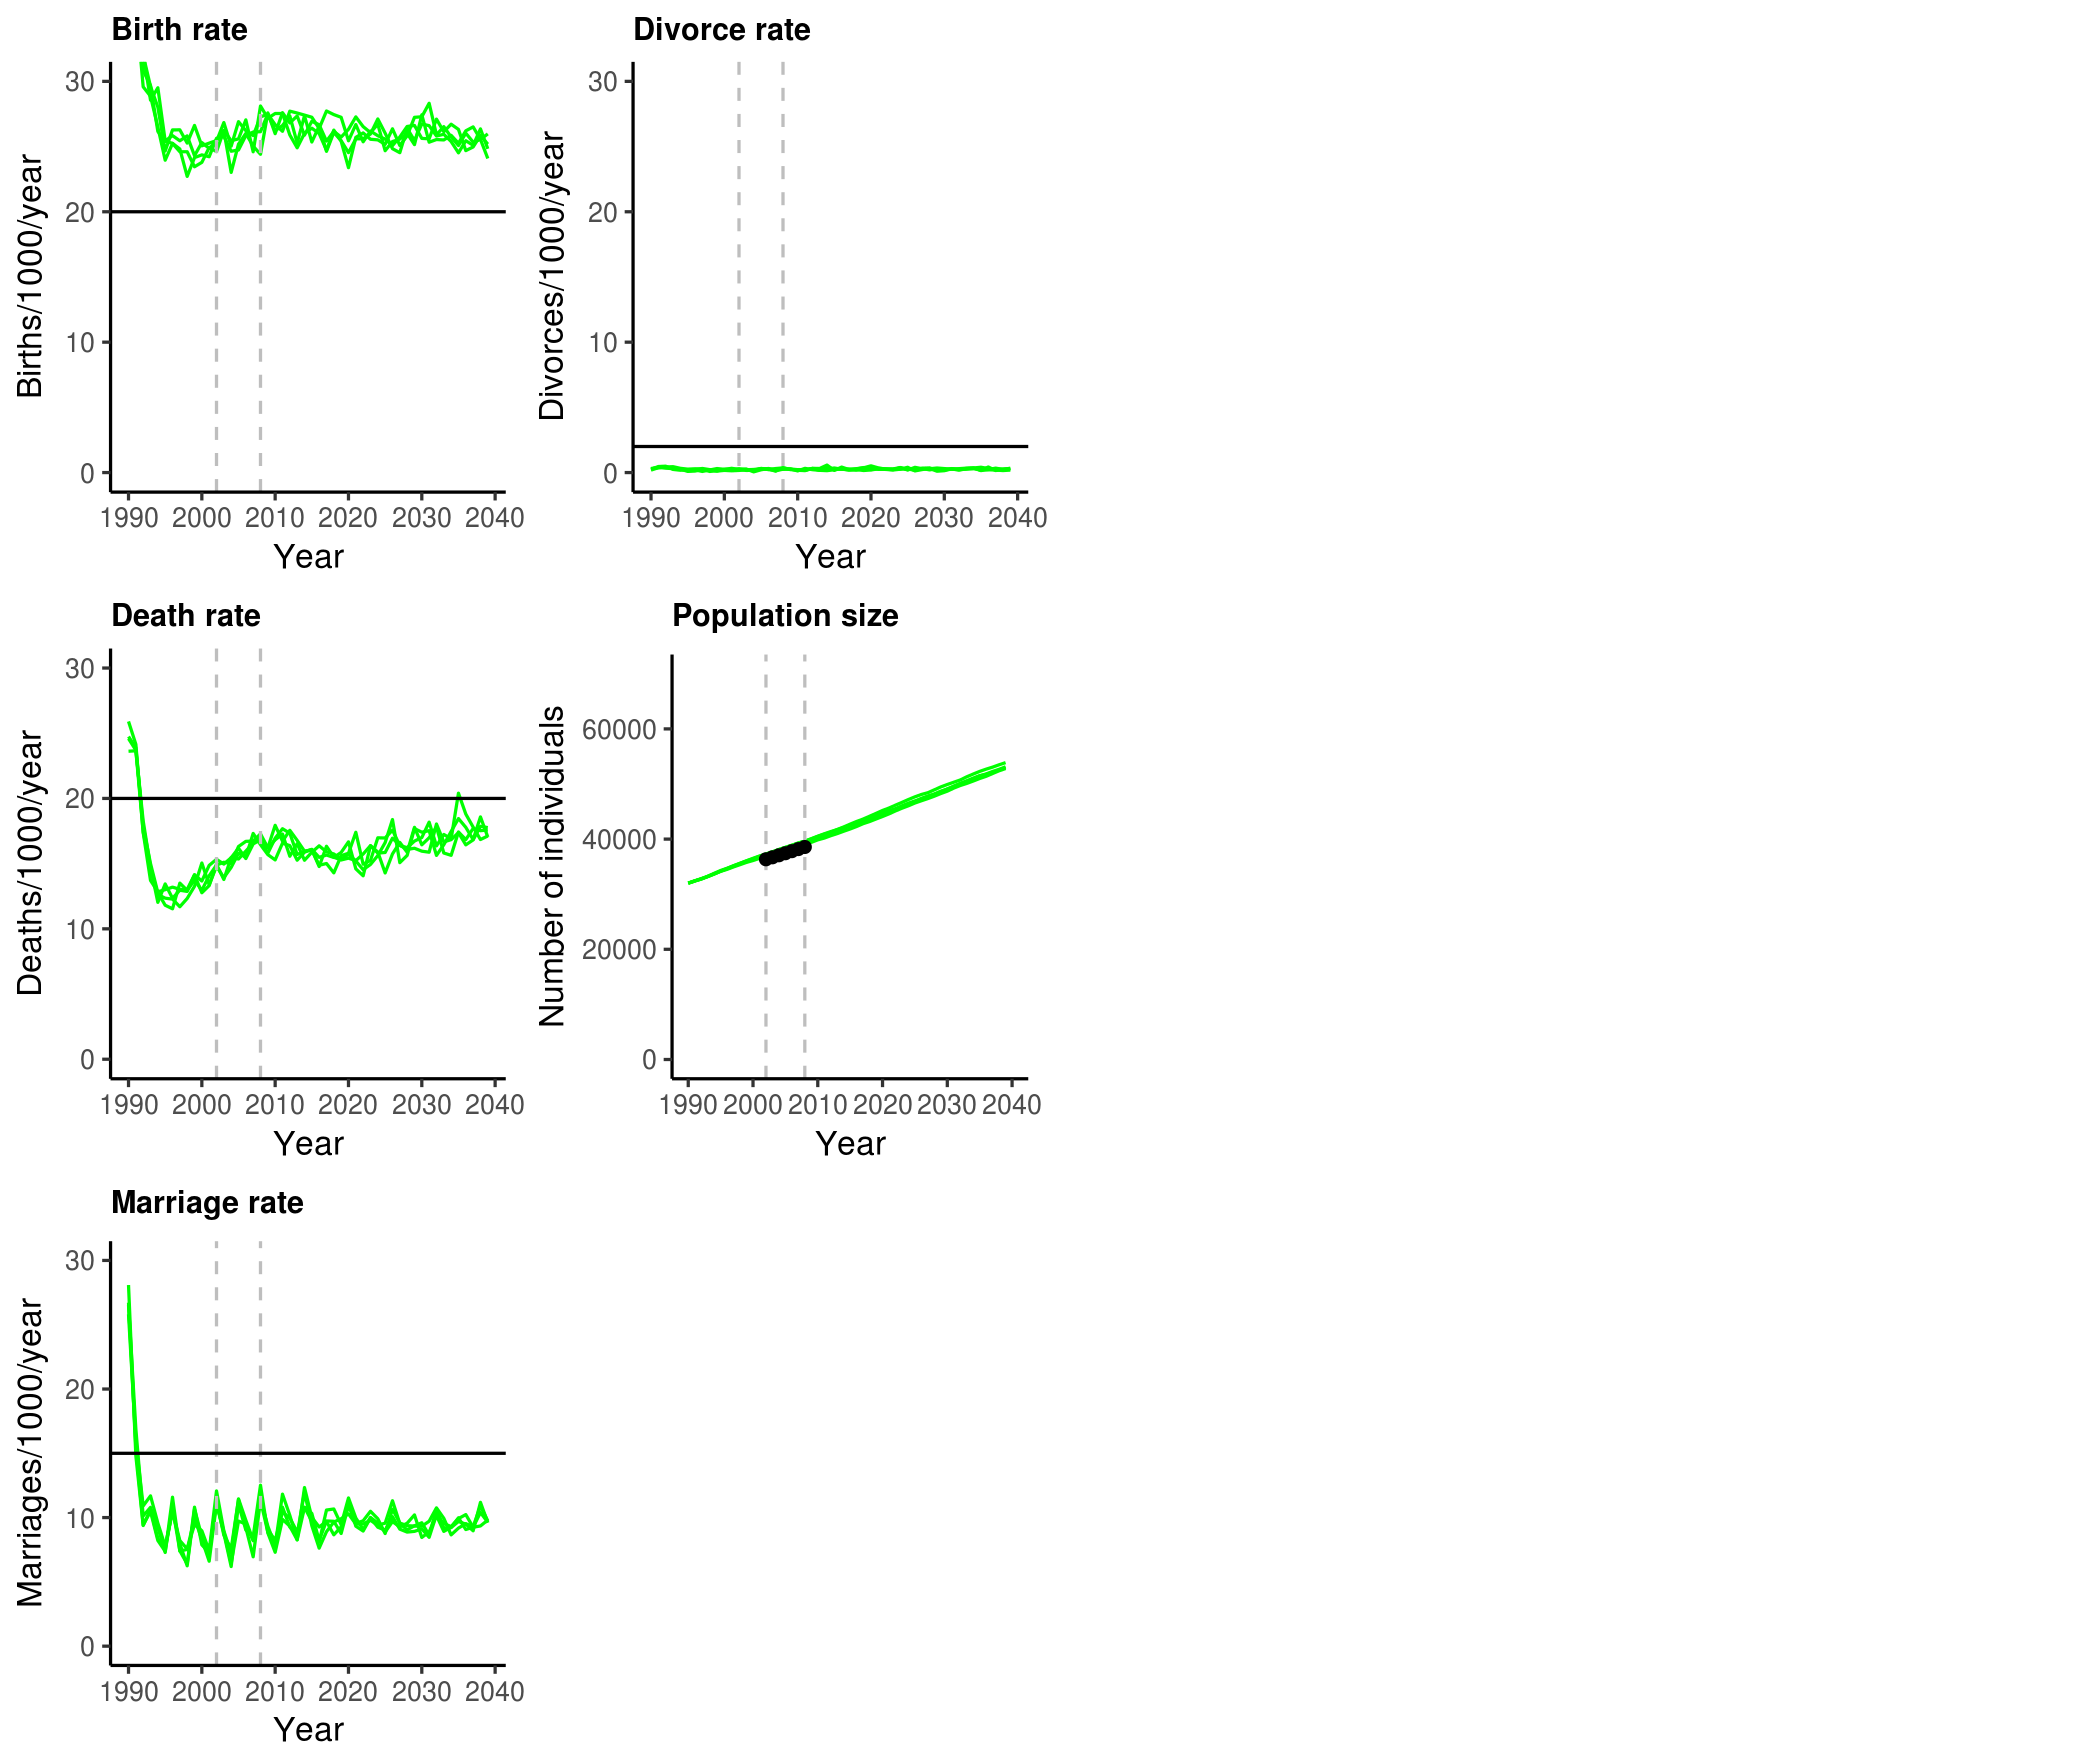 Birth rate
Births/1000/year
30
20
10
0
1990 2000 2010 2020 2030 2040
Year
Divorce rate
Divorces/1000/year
30
20
10
0
1990 2000 2010 2020 2030 2040
Year
Death rate
Deaths/1000/year
30
20
10
0
1990 2000 2010 2020 2030 2040
Year
Population size
Number of individuals
60000
40000
20000
0
1990 2000 2010 2020 2030 2040
Year
Marriage rate
Marriages/1000/year
30
20
10
0
1990 2000 2010 2020 2030 2040
Year